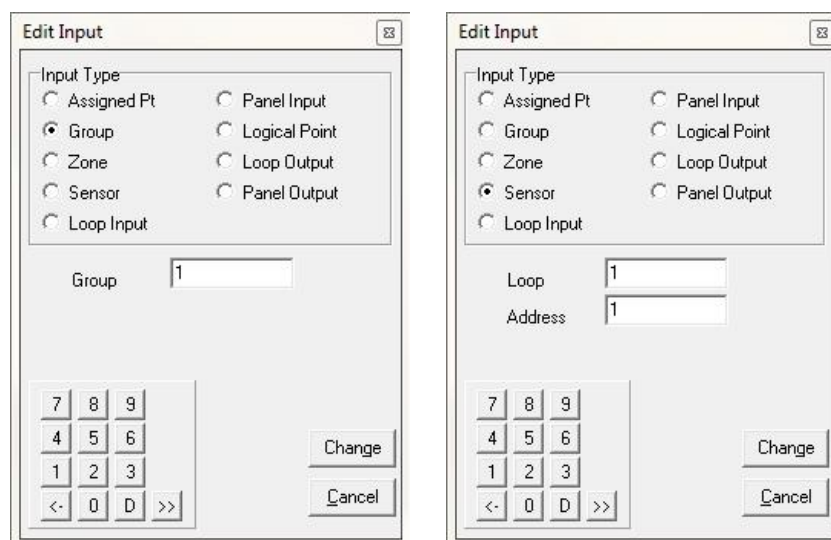 Edit Input
Input Type
Assigned Pt Panel Input
Group Logical Point
Zone Loop Output
Sensor Panel Output
Loop Input
Group 1
7 8 9
4 5 6
Change
1 2 3
<- 0 D >>
Cancel
Edit Input
Input Type
Assigned Pt Panel Input
Group Logical Point
Zone Loop Output
Sensor Panel Output
Loop Input
Loop 1
Address 1
7 8 9
4 5 6
Change
1 2 3
<- 0 D >>
Cancel